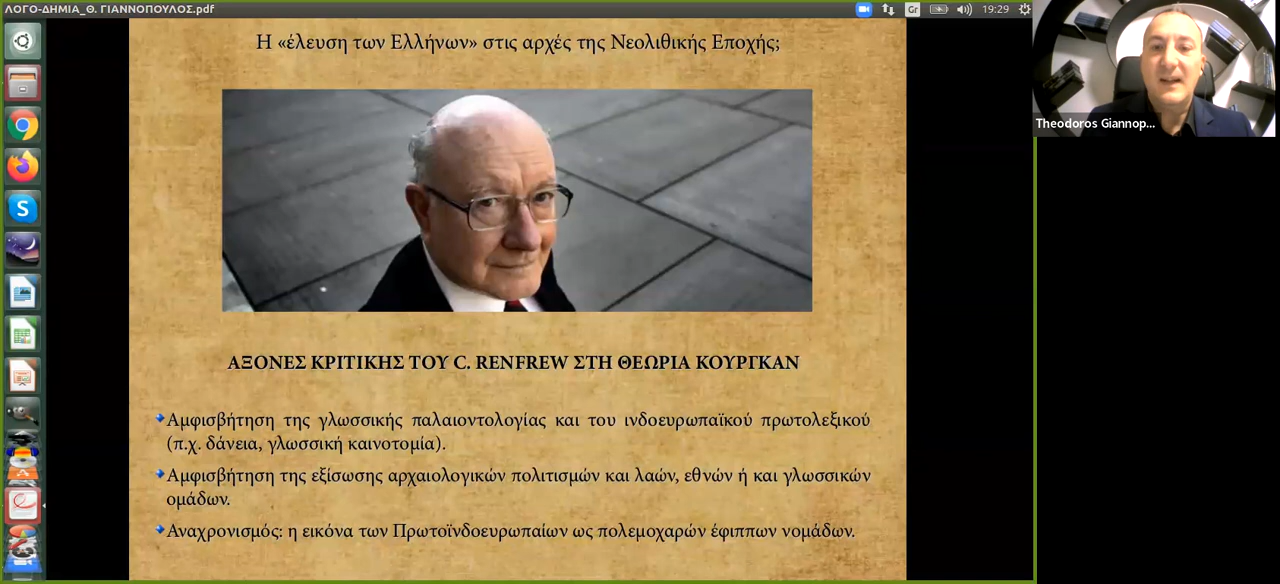 ΛΟΓΟ-ΔΗΜΙΑ_Θ. ΓΙΑΝΝΟΠΟΥΛΟΣ.pdf
Gr
19:29
Η «έλευση των Ελλήνων» στις αρχές της Νεολιθικής Εποχής;
Theodoros Giannop...
ΑΞΟΝΕΣ ΚΡΙΤΙΚΗΣ ΤΟΥ C. RENFREW ΣΤΗ ΘΕΩΡΙΑ ΚΟΥΡΓΚΑΝ
Αμφισβήτηση της γλωσσικής παλαιοντολογίας και του ινδοευρωπαϊκού πρωτολεξικού
(π.χ. δάνεια, γλωσσική καινοτομία).
Αμφισβήτηση της εξίσωσης αρχαιολογικών πολιτισμών και λαών, εθνών ή και γλωσσικών
ομάδων.
Αναχρονισμός: η εικόνα των Πρωτοϊνδοευρωπαίων ως πολεμοχαρών έφιππων νομάδων.